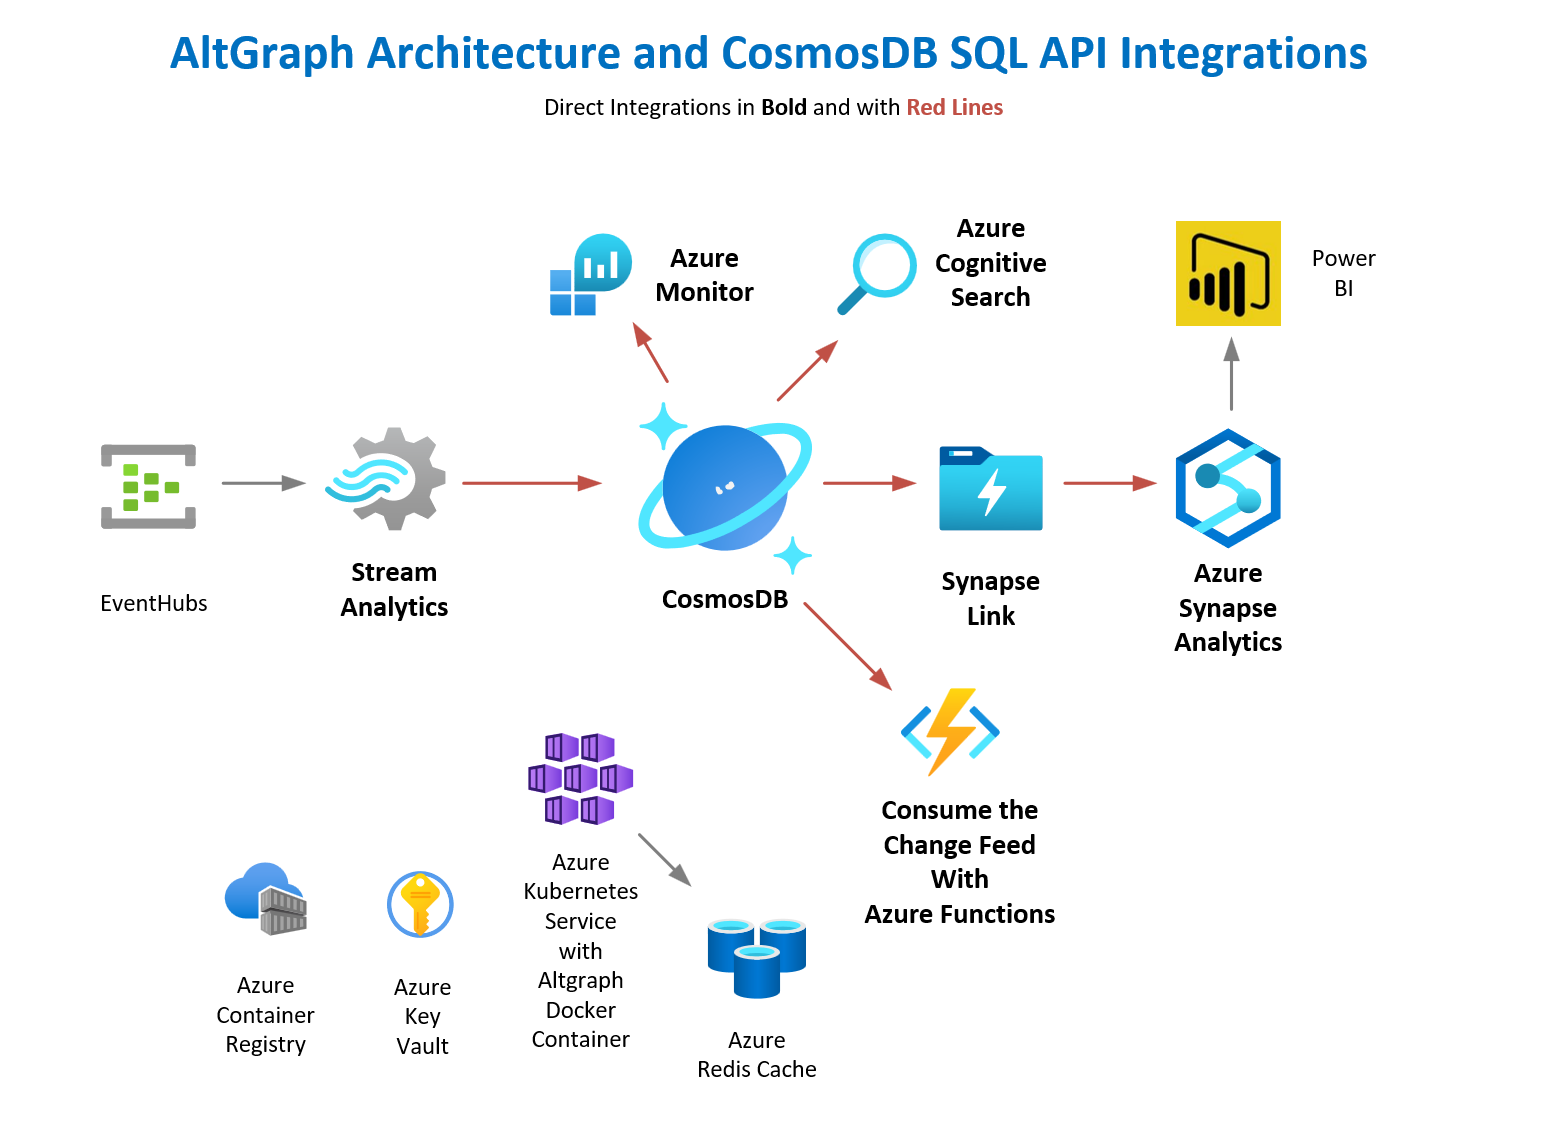 AltGraph Architecture and CosmosDB SQL API Integrations
Direct Integrations in Bold and with Red Lines
Azure
Monitor
Azure
Cognitive
Search
Power
BI
EventHubs
Stream
Analytics
CosmosDB
Synapse
Link
Azure
Synapse
Analytics
Consume the
Change Feed
With
Azure Functions
Azure
Container
Registry
Azure
Key
Vault
Azure
Kubernetes
Service
with
Altgraph
Docker
Container
Azure
Redis Cache